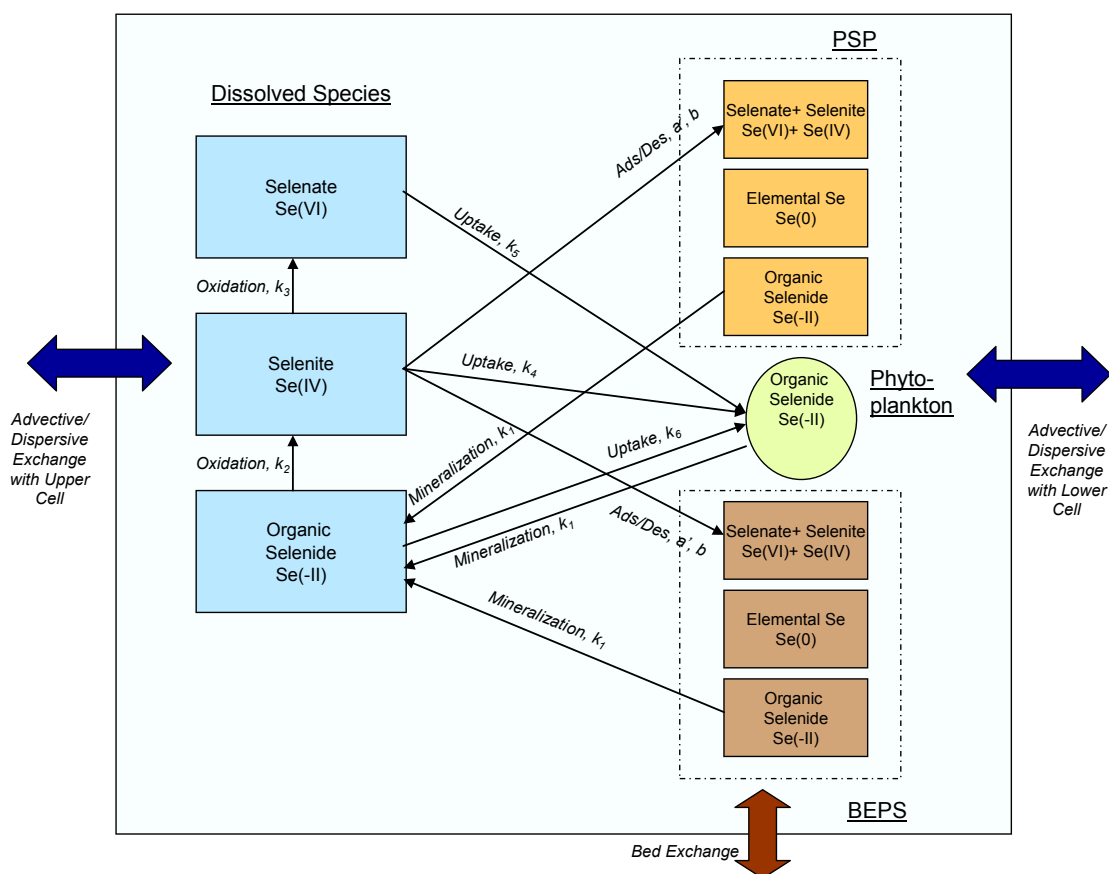 PSP
Dissolved Species
Selenate+ Selenite
Se(VI)+ Se(IV)
Ads/Des, a', b
Selenate
Se(VI)
Elemental Se
Se(0)
Uptake, k5
Oxidation, k3
Organic
Selenide
Se(-II)
Selenite
Se(IV)
Uptake, k4
Organic
Selenide
Se(-II)
Phyto-
plankton
Advective/
Dispersive
Exchange
with Upper
Cell
Advective/
Dispersive
Exchange
with Lower
Cell
Mineralization, k1
Uptake, k6
Oxidation, k2
Organic
Selenide
Se(-II)
Mineralization, k1
Ads/Des, a', b
Selenate+ Selenite
Se(VI)+ Se(IV)
Mineralization, k1
Elemental Se
Se(0)
Organic
Selenide
Se(-II)
BEPS
Bed Exchange